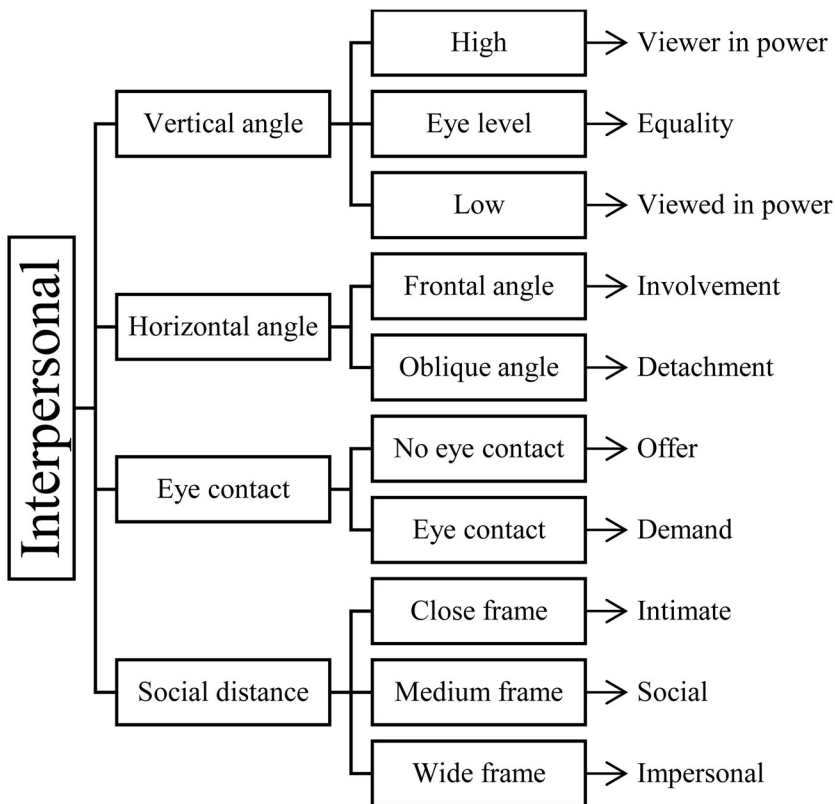 Interpersonal
Vertical angle
High
Viewer in power
Eye level
Equality
Low
Viewed in power
Horizontal angle
Frontal angle
Involvement
Oblique angle
Detachment
Eye contact
No eye contact
Offer
Eye contact
Demand
Social distance
Close frame
Intimate
Medium frame
Social
Wide frame
Impersonal